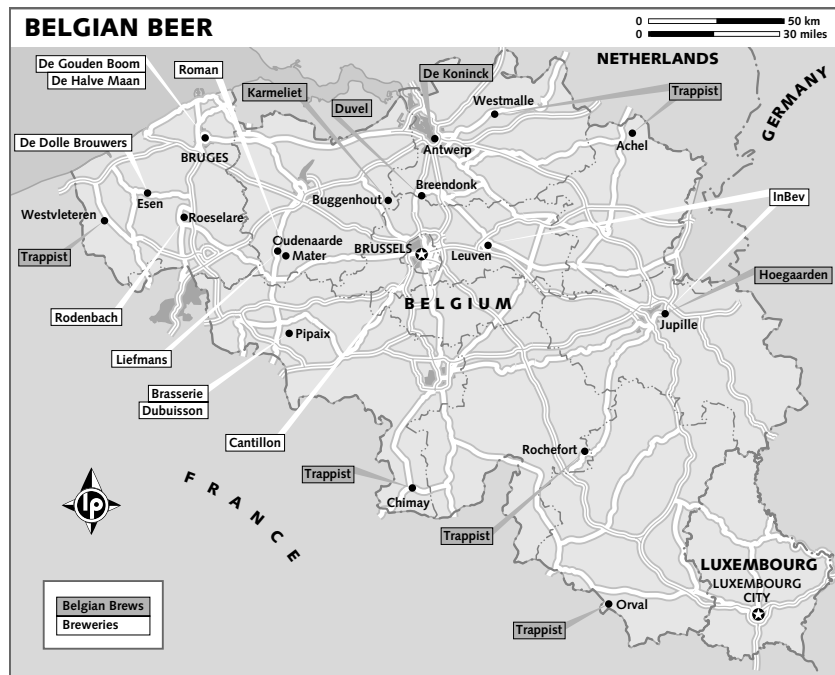 BELGIAN BEER
0 50 km
0 30 miles
NETHERLANDS
GERMANY
De Gouden Boom
De Halve Maan
Roman
Karmeliet
Duvel
De Koninck
Westmalle
Trappist
Trappist
Achel
De Dolle Brouwers
BRUGES
Antwerp
Breendonk
InBev
Esen
Buggenhout
Westvleteren
Roeselare
Oudenaarde
Mater
BRUSSELS
Leuven
Trappist
Hoegaarden
BELGIUM
Rodenbach
Jupille
Pipaix
Liefmans
Brasserie
Dubuisson
Cantillon
Rochefort
Trappist
Chimay
FRANCE
lp
Trappist
LUXEMBOURG
LUXEMBOURG
CITY
Belgian Brews
Breweries
Orval
Trappist